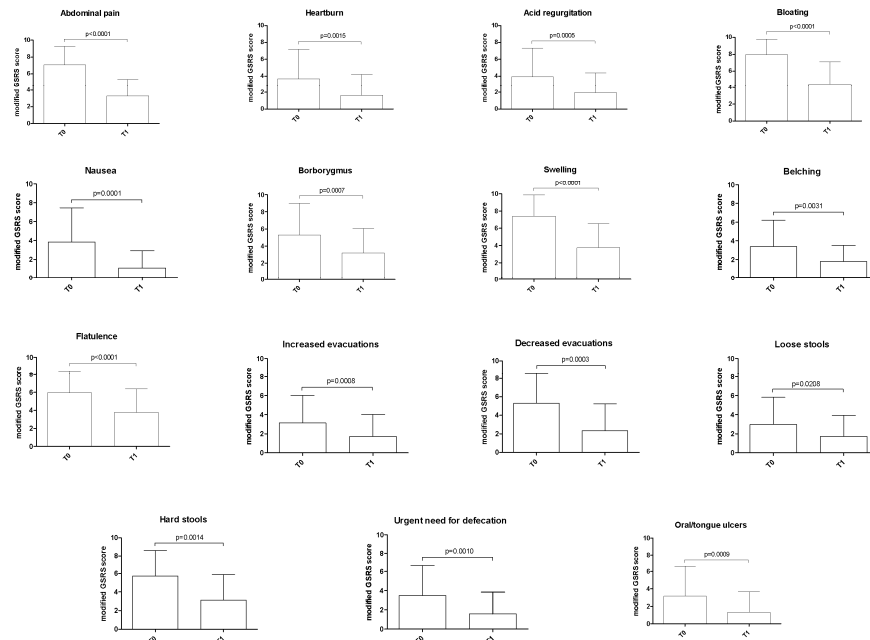 Abdominal pain
modified GSRS score
10
8
6
4
2
0
p<0.0001
T0
T1
Heartburn
modified GSRS score
10
8
6
4
2
0
p=0.0015
T0
T1
Acid regurgitation
modified GSRS score
10
8
6
4
2
0
p=0.0005
T0
T1
Bloating
modified GSRS score
10
8
6
4
2
0
p<0.0001
T0
T1
Nausea
modified GSRS score
10
8
6
4
2
0
p=0.0001
T0
T1
Borborygmus
modified GSRS score
10
8
6
4
2
0
p=0.0007
T0
T1
Swelling
modified GSRS score
10
8
6
4
2
0
p<0.0001
T0
T1
Belching
modified GSRS score
10
8
6
4
2
0
p=0.0031
T0
T1
Flatulence
modified GSRS score
10
8
6
4
2
0
p<0.0001
T0
T1
Increased evacuations
modified GSRS score
10
8
6
4
2
0
p=0.0008
T0
T1
Decreased evacuations
modified GSRS score
10
8
6
4
2
0
p=0.0003
T0
T1
Loose stools
modified GSRS score
10
8
6
4
2
0
p=0.0208
T0
T1
Hard stools
modified GSRS score
10
8
6
4
2
0
p=0.0014
T0
T1
Urgent need for defecation
modified GSRS score
10
8
6
4
2
0
p=0.0010
T0
T1
Oral/tongue ulcers
modified GSRS score
10
8
6
4
2
0
p=0.0009
T0
T1